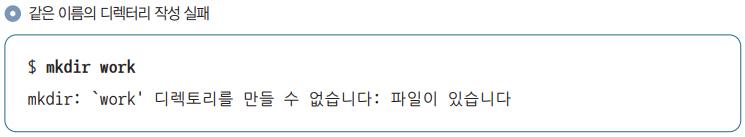 같은 이름의 디렉터리 작성 실패
$ mkdir work
mkdir: `work' 디렉토리를 만들 수 없습니다: 파일이 있습니다